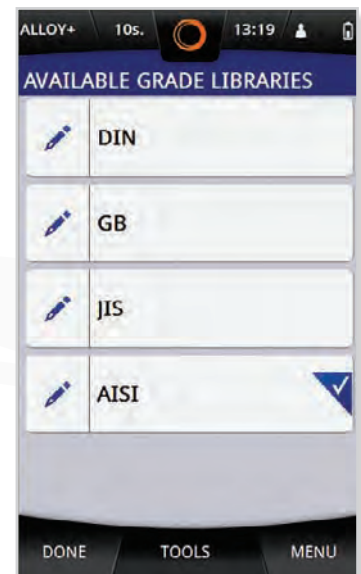 ALLOY+ 10s. 13:19
AVAILABLE GRADE LIBRARIES
DIN
GB
JIS
AISI
DONE TOOLS MENU